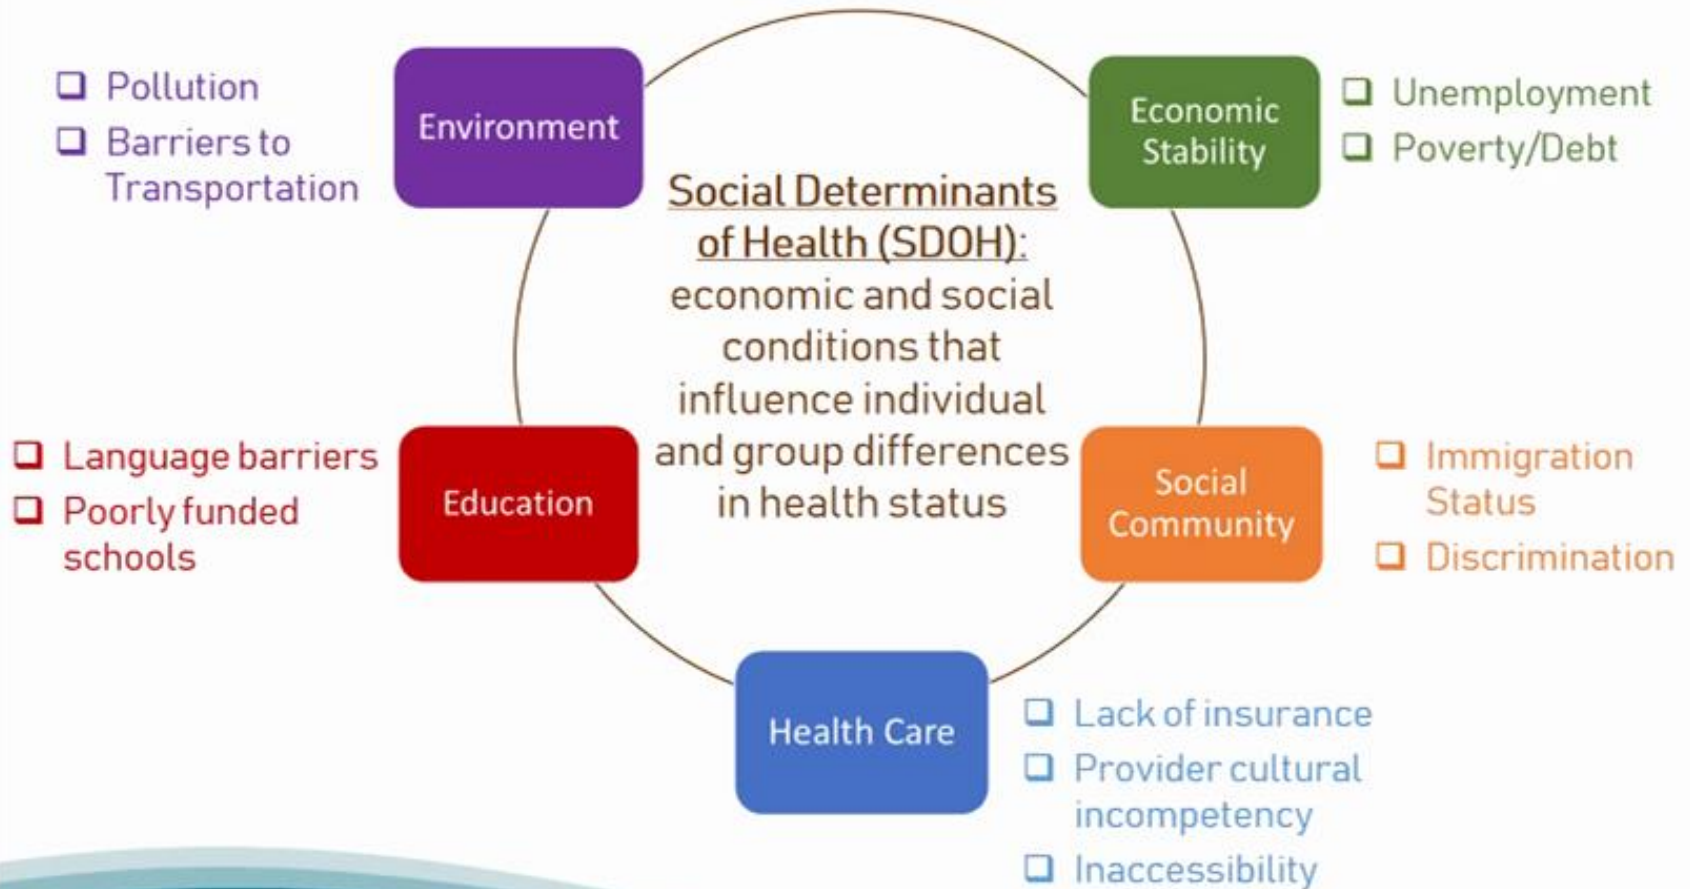 ❑ Pollution
❑ Barriers to
Transportation
Environment
Economic
Stability
❑ Unemployment
❑ Poverty/Debt
Social Determinants
of Health (SDOH):
economic and social
conditions that
influence individual
and group differences
in health status
❑ Language barriers
❑ Poorly funded
schools
Education
Social
Community
❑ Immigration
Status
❑ Discrimination
Health Care
❑ Lack of insurance
❑ Provider cultural
incompetency
❑ Inaccessibility